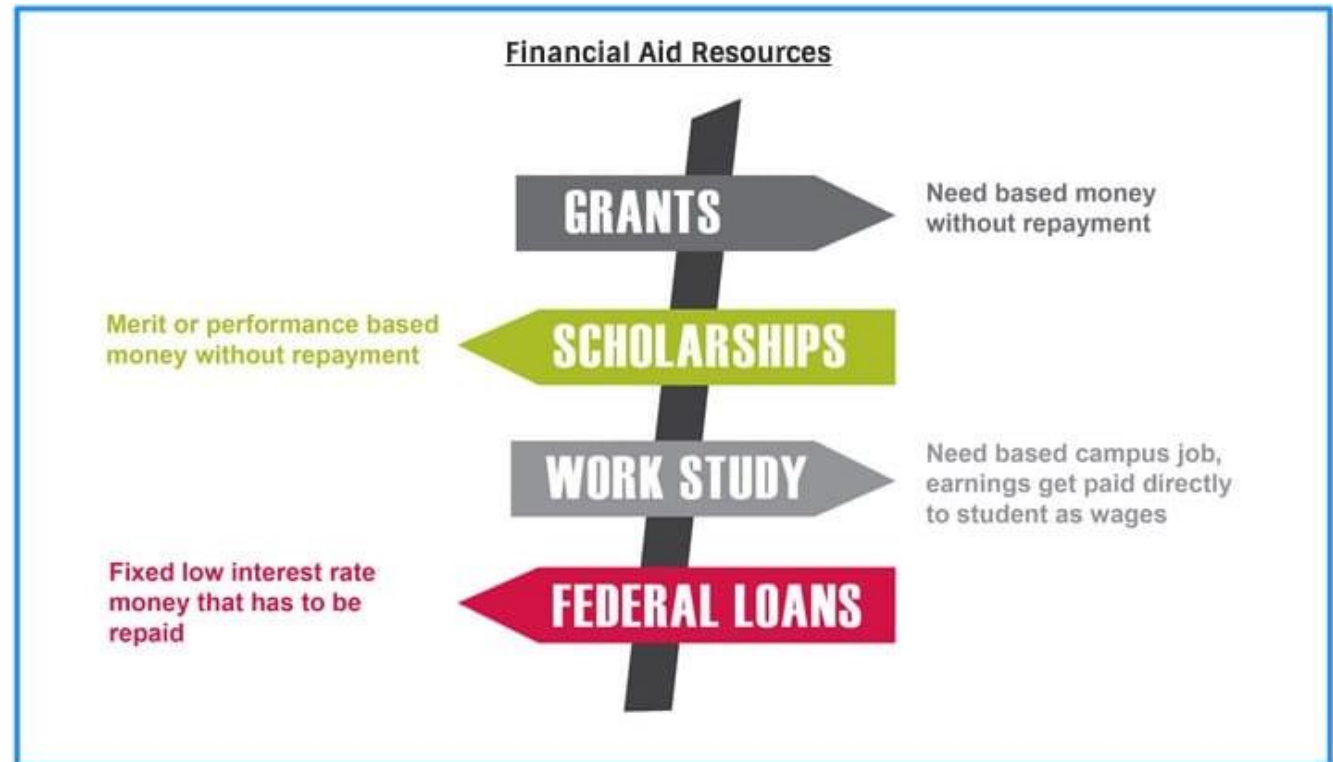 Financial Aid Resources
GRANTS
Need based money
without repayment
SCHOLARSHIPS
Merit or performance based
money without repayment
WORK STUDY
Need based campus job,
earnings get paid directly
to student as wages
FEDERAL LOANS
Fixed low interest rate
money that has to be
repaid